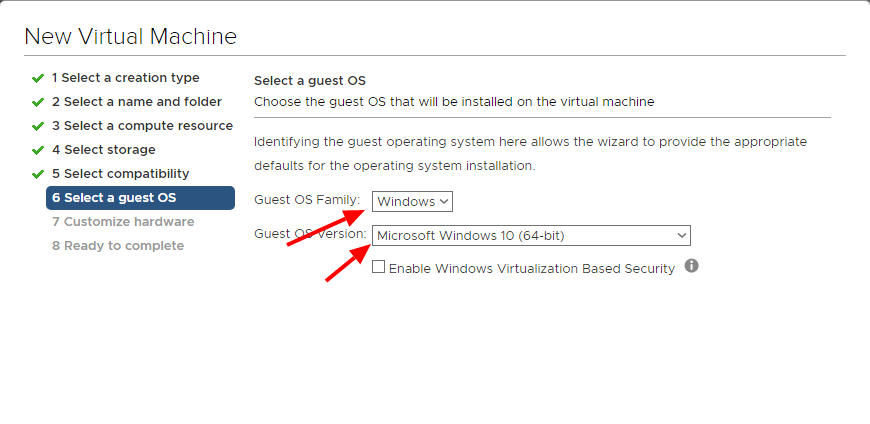 New Virtual Machine
1 Select a creation type
2 Select a name and folder
3 Select a compute resource
4 Select storage
5 Select compatibility
6 Select a guest OS
7 Customize hardware
8 Ready to complete
Select a guest OS
Choose the guest OS that will be installed on the virtual machine
Identifying the guest operating system here allows the wizard to provide the appropriate
defaults for the operating system installation.
Guest OS Family: Windows
Guest OS Version: Microsoft Windows 10 (64-bit)
Enable Windows Virtualization Based Security